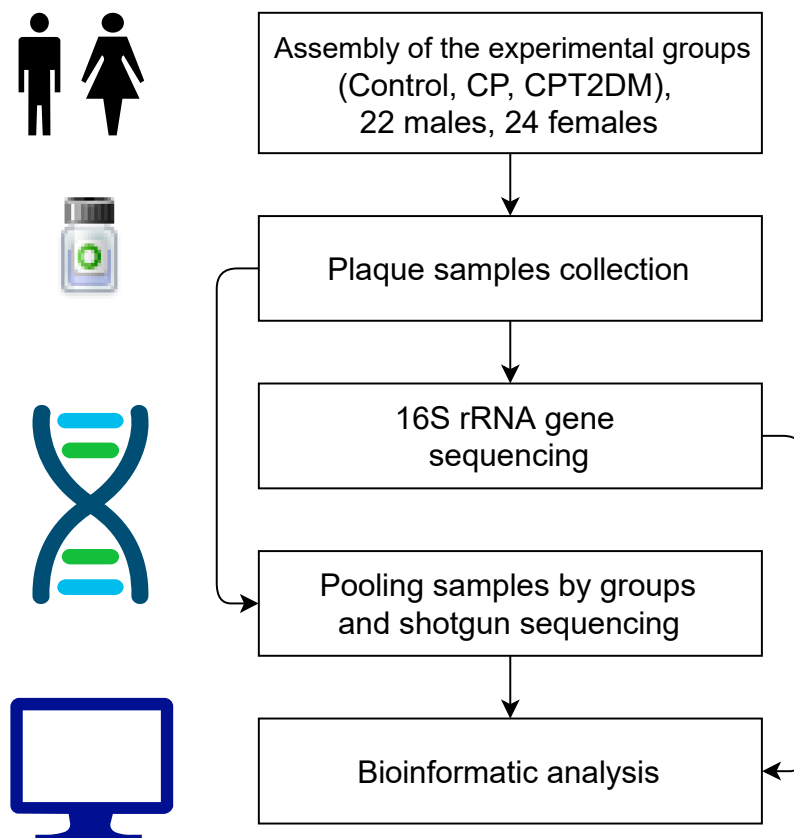 Assembly of the experimental groups
(Control, CP, CPT2DM),
22 males, 24 females
Plaque samples collection
16S rRNA gene
sequencing
Pooling samples by groups
and shotgun sequencing
Bioinformatic analysis